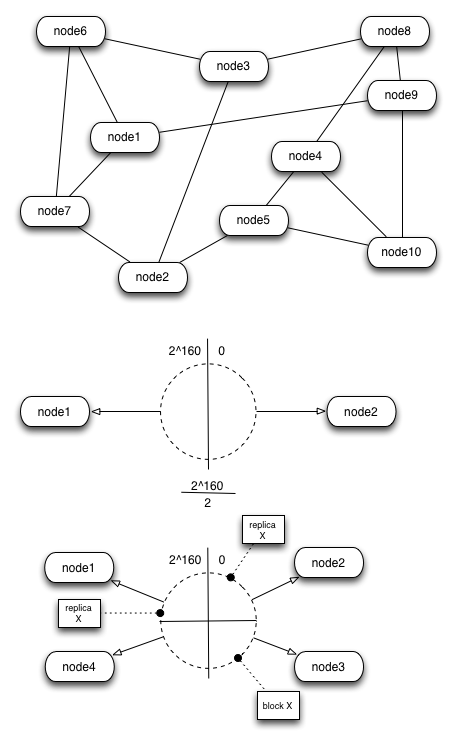 node6
node8
node3
node9
node1
node4
node7
node5
node10
node2
2^160 0
node1
node2
2^160
2
replica
X
2^160 0
node1
node2
replica
X
node4
node3
block X